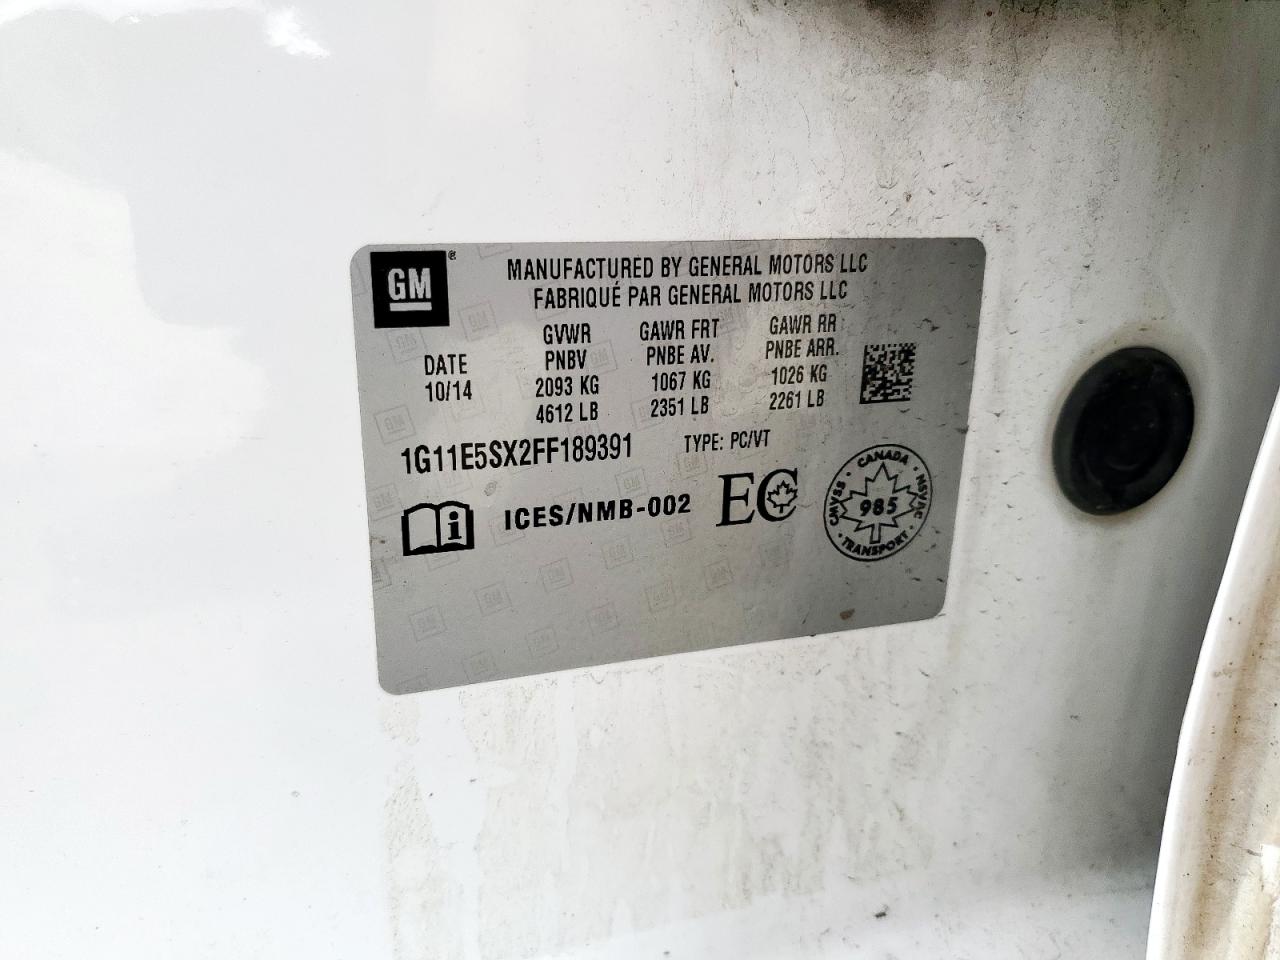 GM
MANUFACTURED BY GENERAL MOTORS LLC
FABRIQUÉ PAR GENERAL MOTORS LLC
DATE
10/14
GVWR
PNBV
2093 KG
4612 LB
GAWR FRT
PNBE AV.
1067 KG
2351 LB
GAWR RR
PNBE ARR.
1026 KG
2261 LB
1G11E5SX2FF189391
TYPE: PC/VT
i
ICES/NMB-002
EC
CANADA
CMVSS
985
NSVAC
TRANSPORT